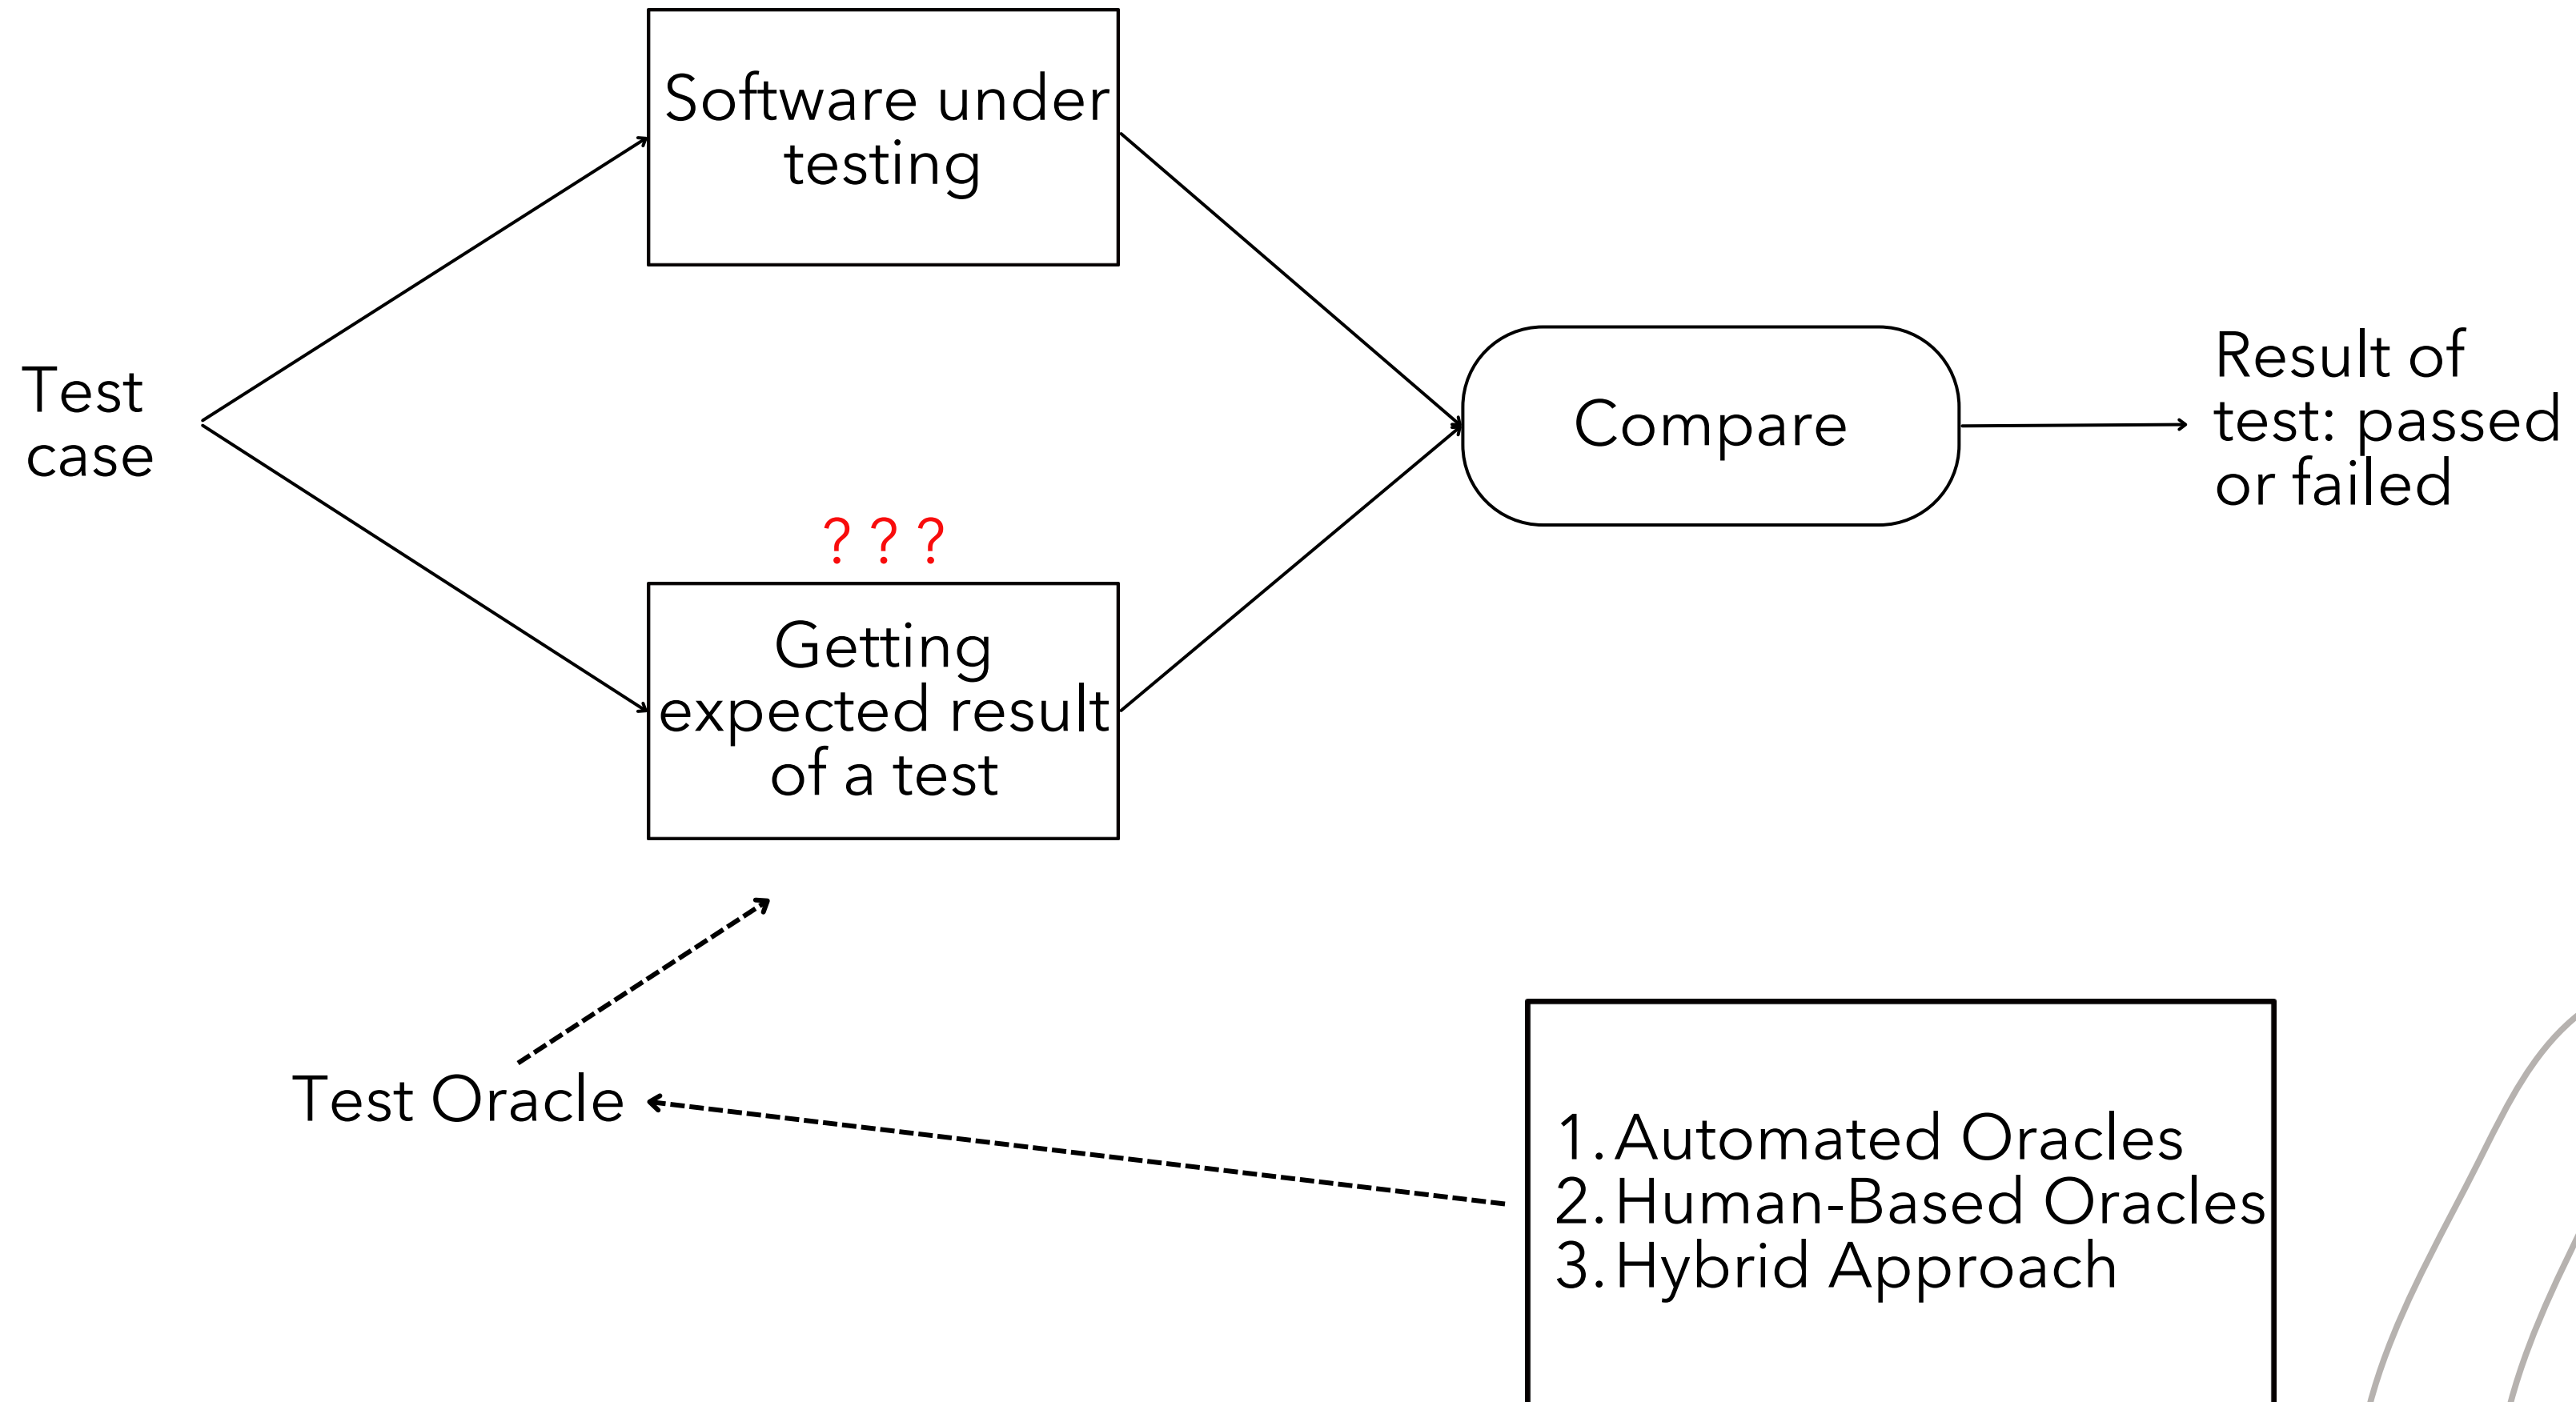 Software under
testing
Test
case
Compare
Result of
test: passed
or failed
? ? ?
Getting
expected result
of a test
Test Oracle
1. Automated Oracles
2. Human-Based Oracles
3. Hybrid Approach